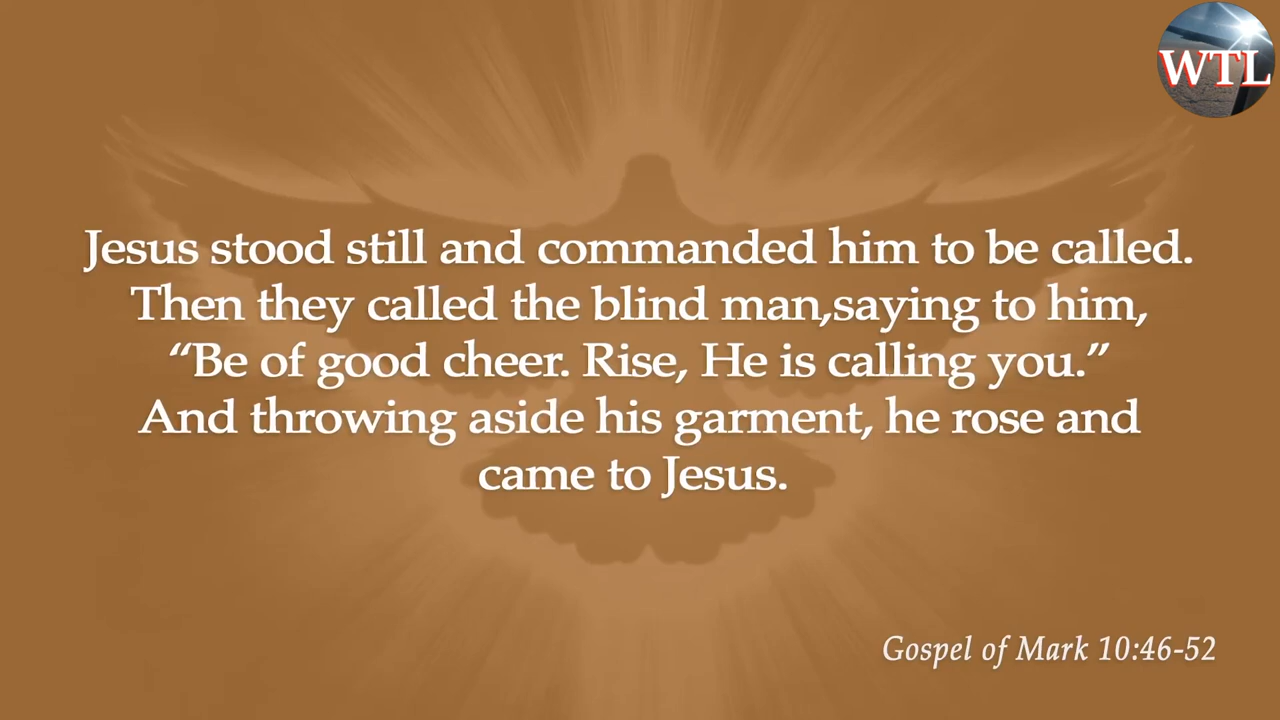 WTL
Jesus stood still and commanded him to be called.
Then they called the blind man,saying to him,
“Be of good cheer. Rise, He is calling you.”
And throwing aside his garment, he rose and
came to Jesus.
Gospel of Mark 10:46-52